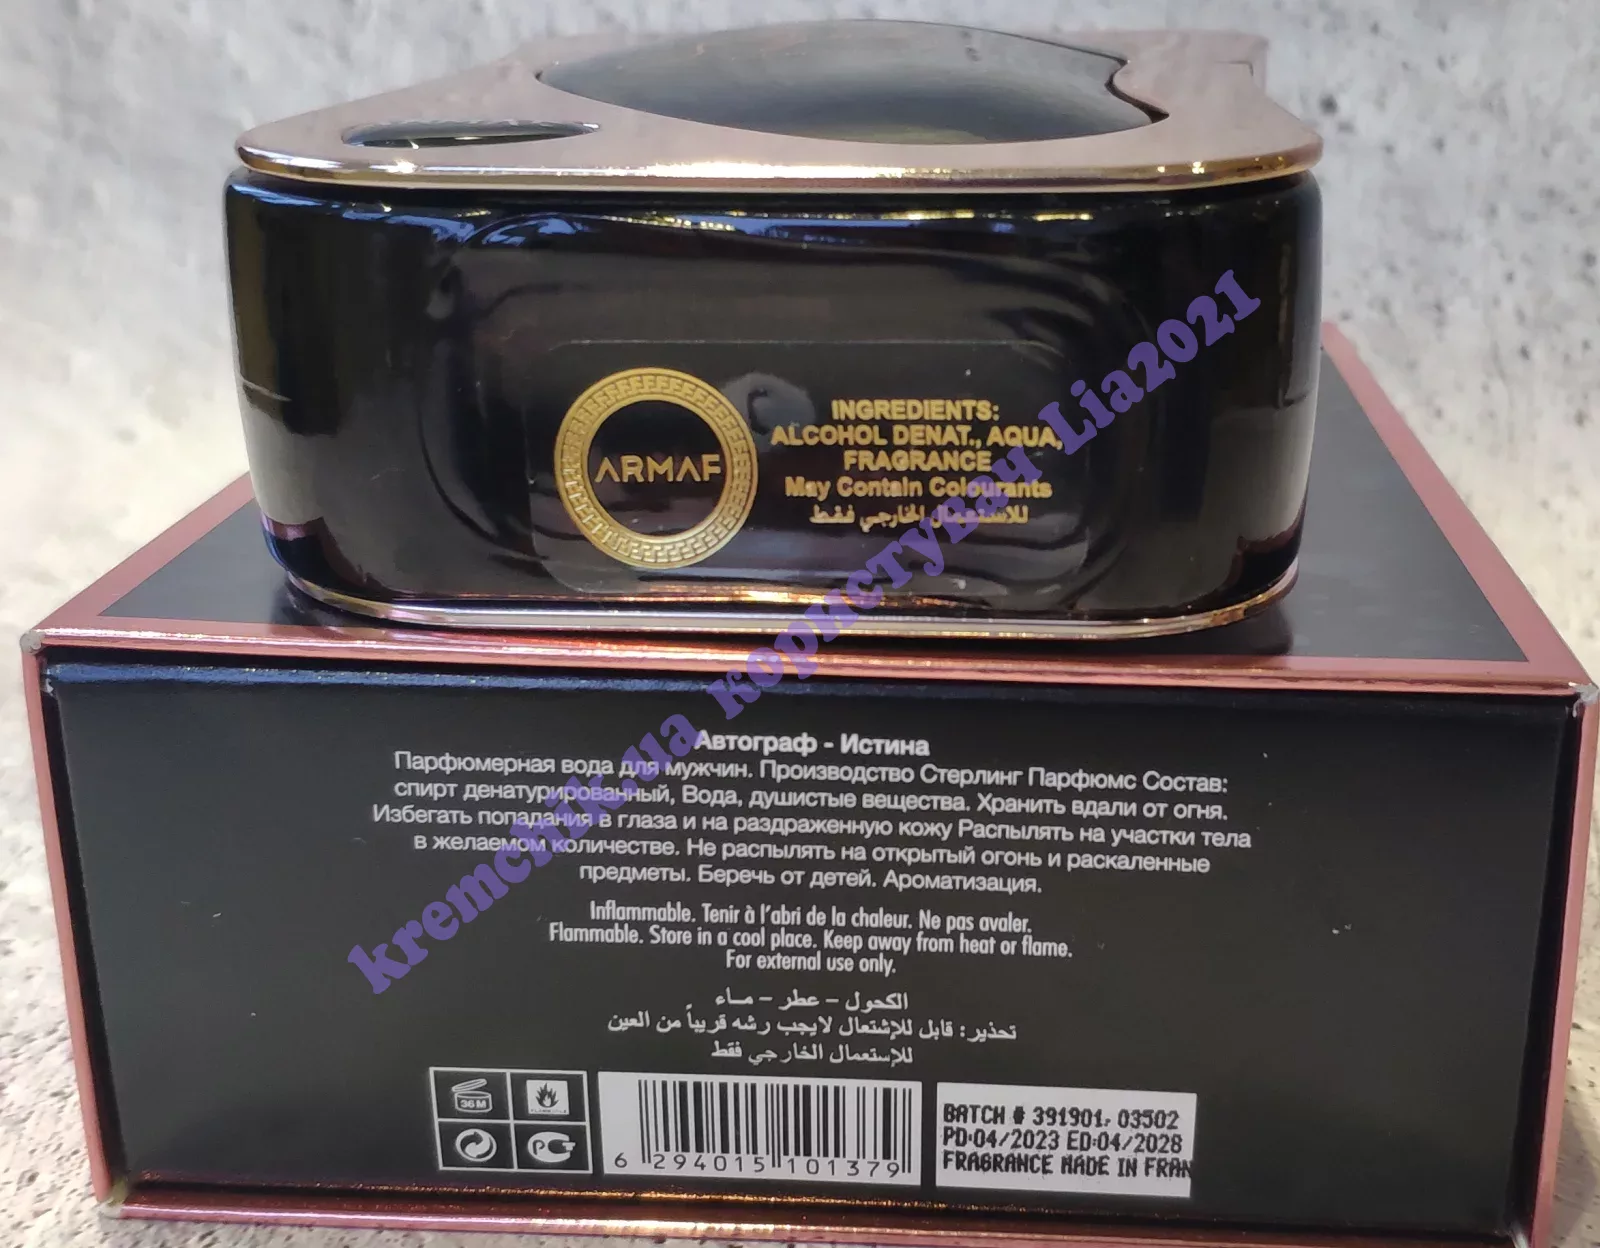 ARMAF
INGREDIENTS:
ALCOHOL DENAT., AQUA,
FRAGRANCE
May Contain Colourants
للاستعمال الخارجي فقط
kremchik.ua користувач Lia2021
Автограф - Истина
Парфюмерная вода для мужчин. Производство Стерлинг Парфюмс Состав:
спирт денатурированный, Вода, душистые вещества. Хранить вдали от огня.
Избегать попадания в глаза и на раздраженную кожу Распылять на участки тела
в желаемом количестве. Не распылять на открытый огонь и раскаленные
предметы. Беречь от детей. Ароматизация.
Inflammable. Tenir à l'abri de la chaleur. Ne pas avaler.
Flammable. Store in a cool place. Keep away from heat or flame.
For external use only.
الكحول - عطر - مـاء
تحذير: قابل للإشتعال لايجب رشه قريباً من العين
للإستعمال الخارجي فقط
36 M
6 294015 101379
BATCH # 391901, 03502
PD:04/2023 ED:04/2028
FRAGRANCE MADE IN FRAN